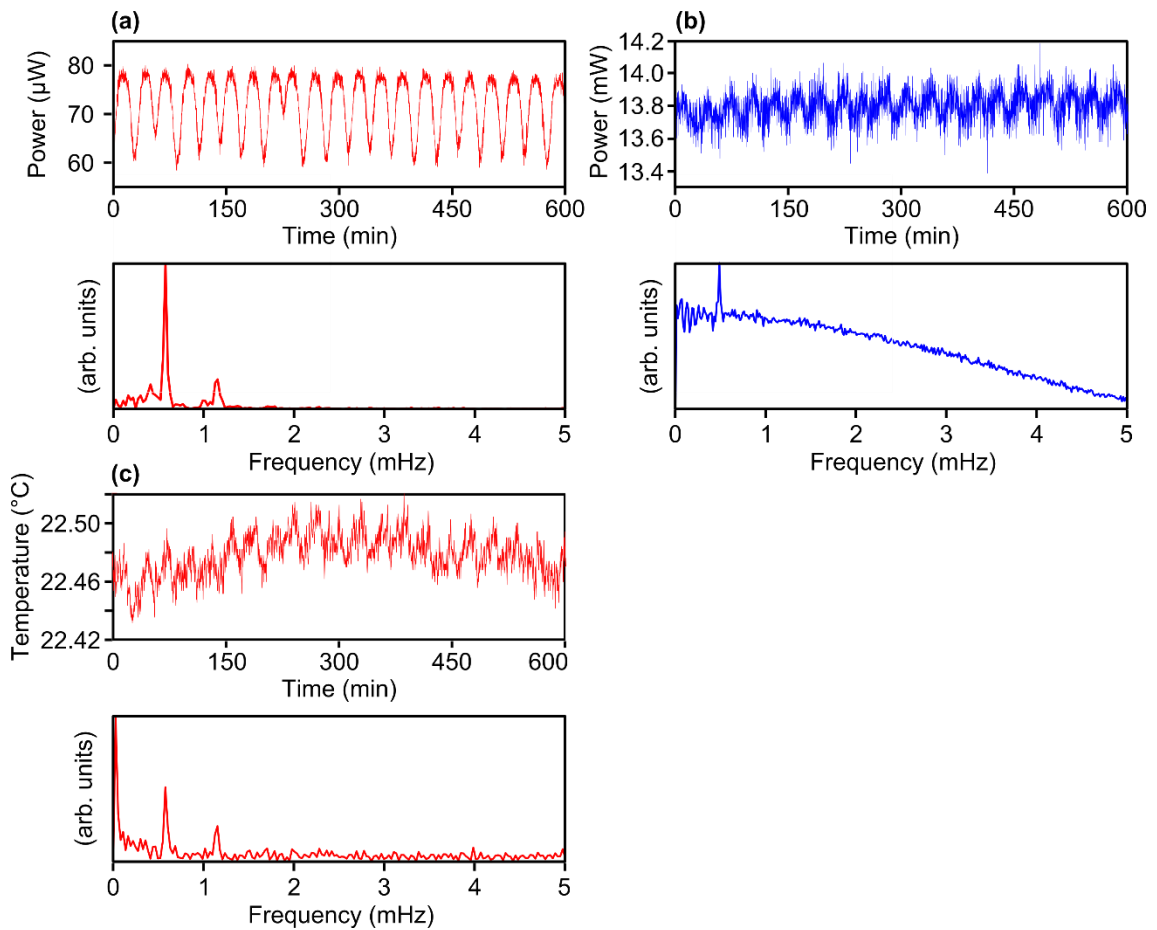 (a)
Power (µW)
80
70
60
0 150 300 450 600
Time (min)
(arb. units)
0 1 2 3 4 5
Frequency (mHz)
(b)
Power (mW)
14.2
14.0
13.8
13.6
13.4
0 150 300 450 600
Time (min)
(arb. units)
0 1 2 3 4 5
Frequency (mHz)
(c)
Temperature (°C)
22.50
22.46
22.42
0 150 300 450 600
Time (min)
(arb. units)
0 1 2 3 4 5
Frequency (mHz)